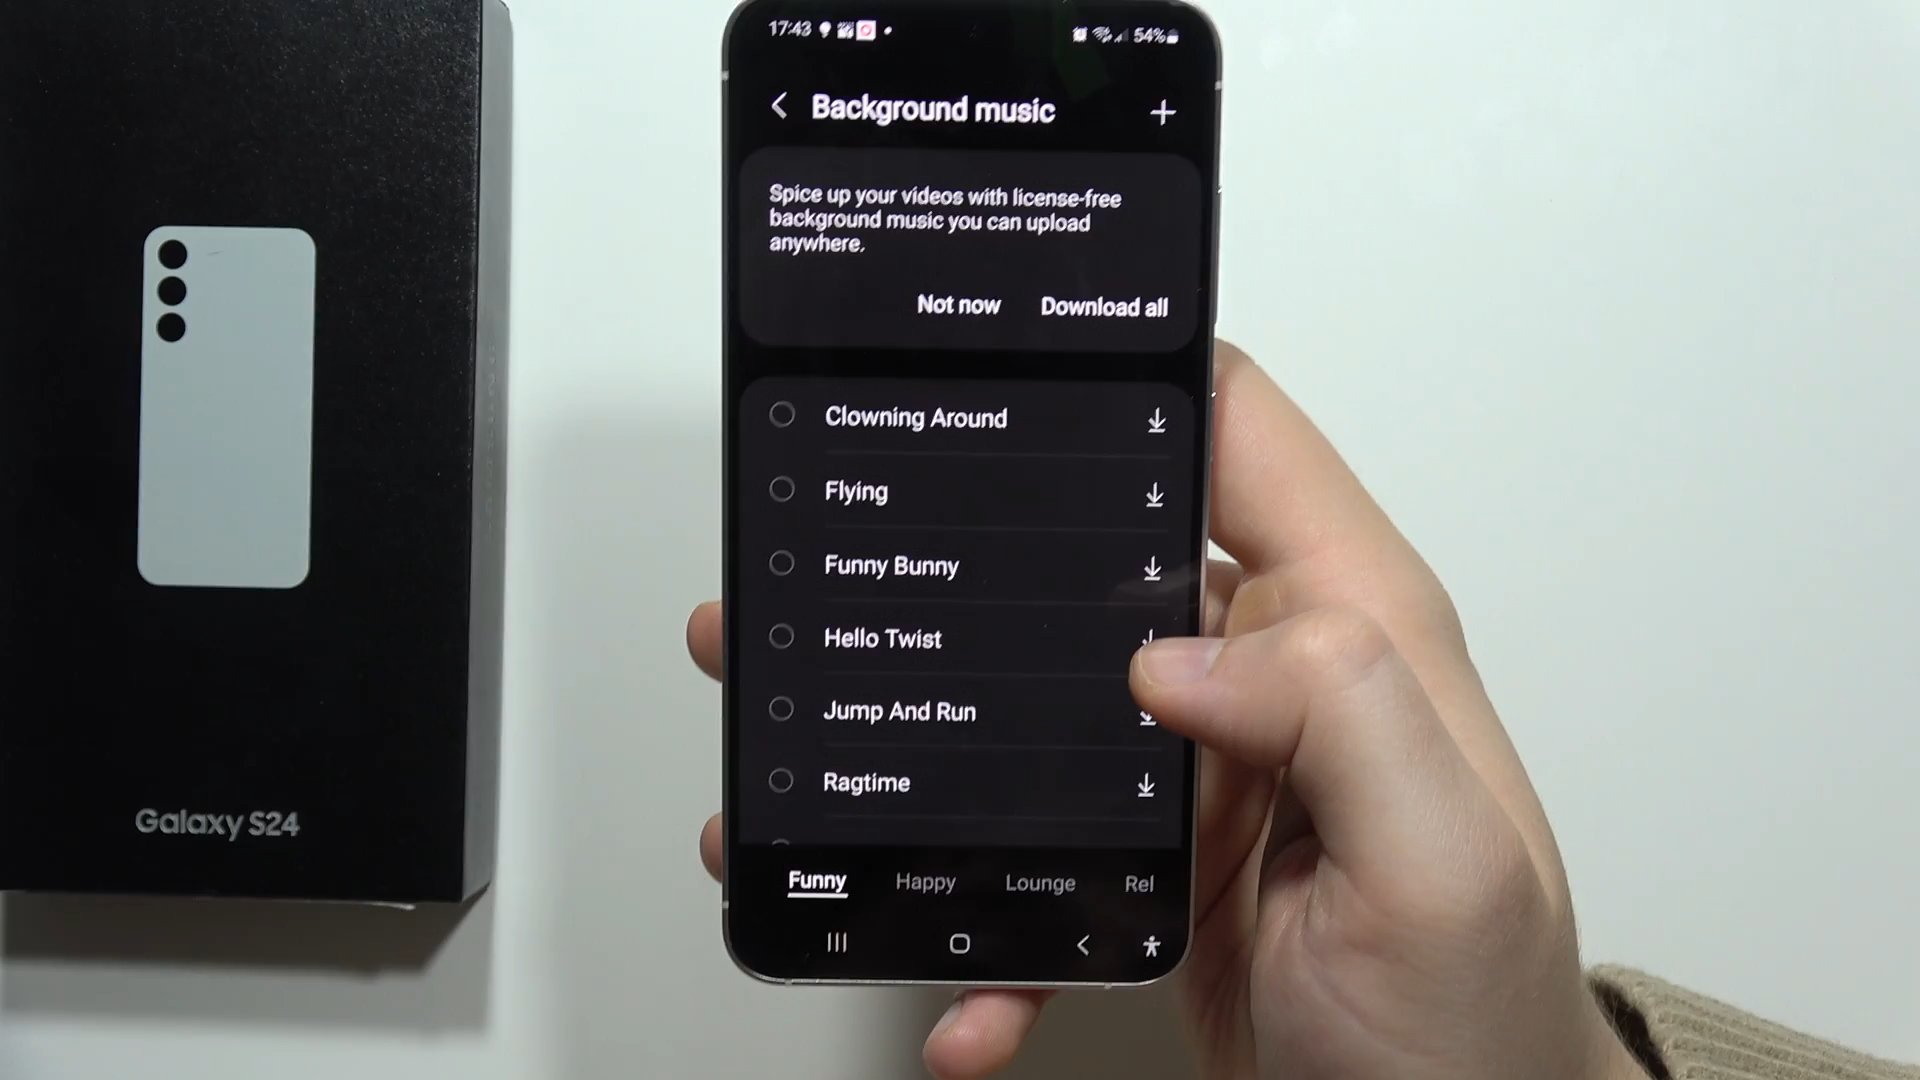 17:43
54%
Background music
Spice up your videos with license-free
background music you can upload
anywhere.
Not now
Download all
Clowning Around
Flying
Funny Bunny
Hello Twist
Jump And Run
Ragtime
Funny
Happy
Lounge
Rel
Galaxy S24